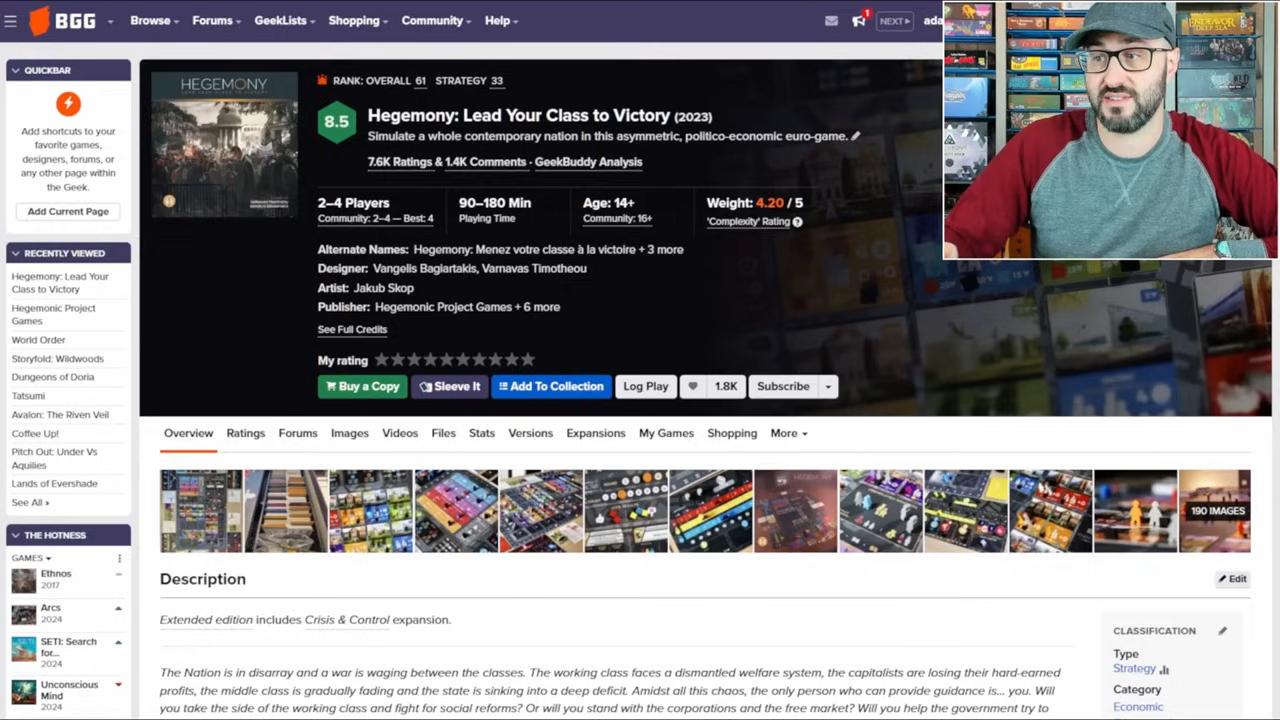 BGG
Browse Forums GeekLists Shopping Community Help
1
NEXT
ada
QUICKBAR
Add shortcuts to your
favorite games,
designers, forums, or
any other page within
the Geek.
Add Current Page
RECENTLY VIEWED
Hegemony: Lead Your
Class to Victory
Hegemonic Project
Games
World Order
Storyfold: Wildwoods
Dungeons of Doria
Tatsumi
Avalon: The Riven Veil
Coffee Up!
Pitch Out: Under Vs
Aquilies
Lands of Evershade
See All »
THE HOTNESS
GAMES
Ethnos
2017
Arcs
2024
SETI: Search
for...
2024
Unconscious
Mind
2024
HEGEMONY
LEAD YOUR CLASS TO VICTORY
RANK: OVERALL 61 STRATEGY 33
8.5
Hegemony: Lead Your Class to Victory (2023)
Simulate a whole contemporary nation in this asymmetric, politico-economic euro-game.
7.6K Ratings & 1.4K Comments · GeekBuddy Analysis
2–4 Players
Community: 2–4 — Best: 4
90–180 Min
Playing Time
Age: 14+
Community: 16+
Weight: 4.20 / 5
'Complexity' Rating
Alternate Names: Hegemony: Menez votre classe à la victoire + 3 more
Designer: Vangelis Bagiartakis, Varnavas Timotheou
Artist: Jakub Skop
Publisher: Hegemonic Project Games + 6 more
See Full Credits
My rating
Buy a Copy Sleeve It Add To Collection Log Play 1.8K Subscribe
Overview Ratings Forums Images Videos Files Stats Versions Expansions My Games Shopping More
190 IMAGES
Description
Edit
Extended edition includes Crisis & Control expansion.
The Nation is in disarray and a war is waging between the classes. The working class faces a dismantled welfare system, the capitalists are losing their hard-earned
profits, the middle class is gradually fading and the state is sinking into a deep deficit. Amidst all this chaos, the only person who can provide guidance is... you. Will
you take the side of the working class and fight for social reforms? Or will you stand with the corporations and the free market? Will you help the government try to
CLASSIFICATION
Type
Strategy
Category
Economic
ENDEAVOR
DEEP SEA